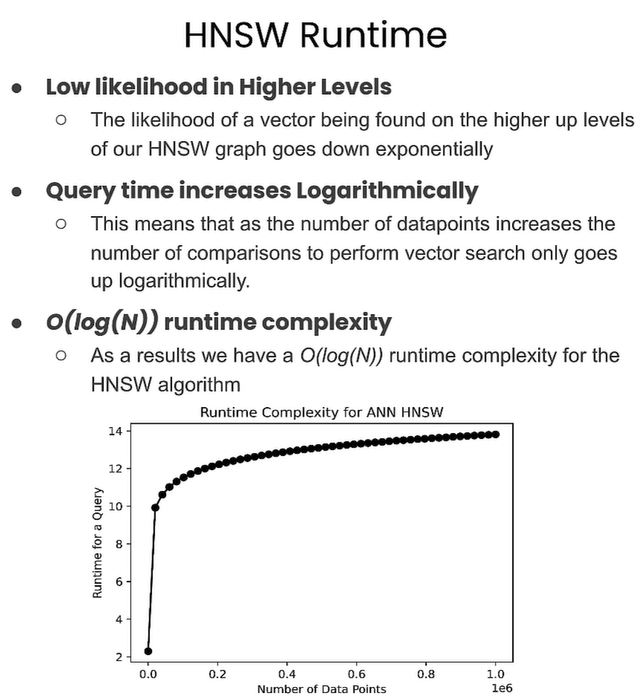 HNSW Runtime
● Low likelihood in Higher Levels
○ The likelihood of a vector being found on the higher up levels
of our HNSW graph goes down exponentially
● Query time increases Logarithmically
○ This means that as the number of datapoints increases the
number of comparisons to perform vector search only goes
up logarithmically.
● O(log(N)) runtime complexity
○ As a results we have a O(log(N)) runtime complexity for the
HNSW algorithm
Runtime Complexity for ANN HNSW
14
12
10
8
6
4
2
Runtime for a Query
0.0 0.2 0.4 0.6 0.8 1.0
1e6
Number of Data Points